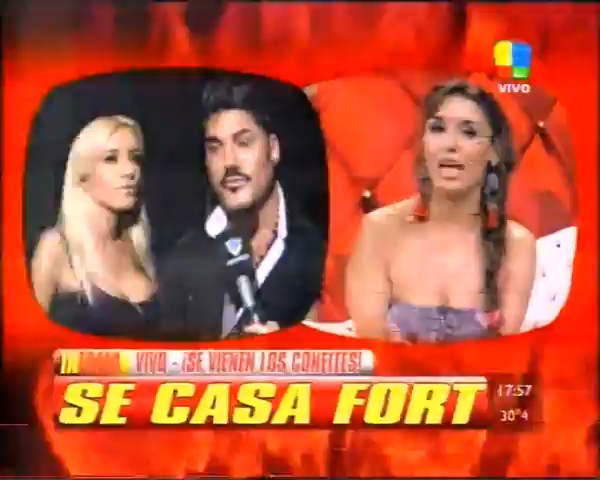 VIVO
VIVO - ¡SE VIENEN LOS CONFITES!
SE CASA FORT
17:57
30°4